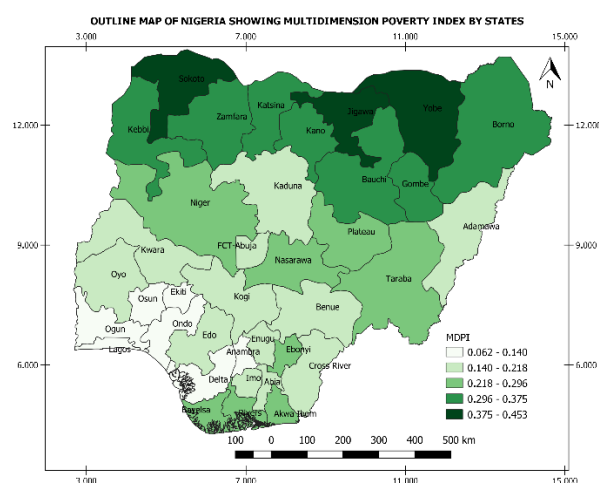 OUTLINE MAP OF NIGERIA SHOWING MULTIDIMENSION POVERTY INDEX BY STATES
3.000 7.000 11.000 15.000
N
Sokoto
Katsina
Jigawa
Yobe
Zamfara
Kebbi
Kano
Borno
12.000 12.000
Bauchi
Gombe
Kaduna
Niger
Adamawa
Plateau
FCT-Abuja
9.000 9.000
Kwara
Nasarawa
Taraba
Oyo
Osun
Ekiti
Kogi
Benue
Ogun
Ondo
Edo
Enugu
Lagos
Anambra
Ebonyi
6.000 6.000
Cross River
Delta
Imo
Abia
Bayelsa
Rivers
Akwa Ibom
MDPI
0.062 - 0.140
0.140 - 0.218
0.218 - 0.296
0.296 - 0.375
0.375 - 0.453
100 0 100 200 300 400 500 km
3.000 7.000 11.000 15.000